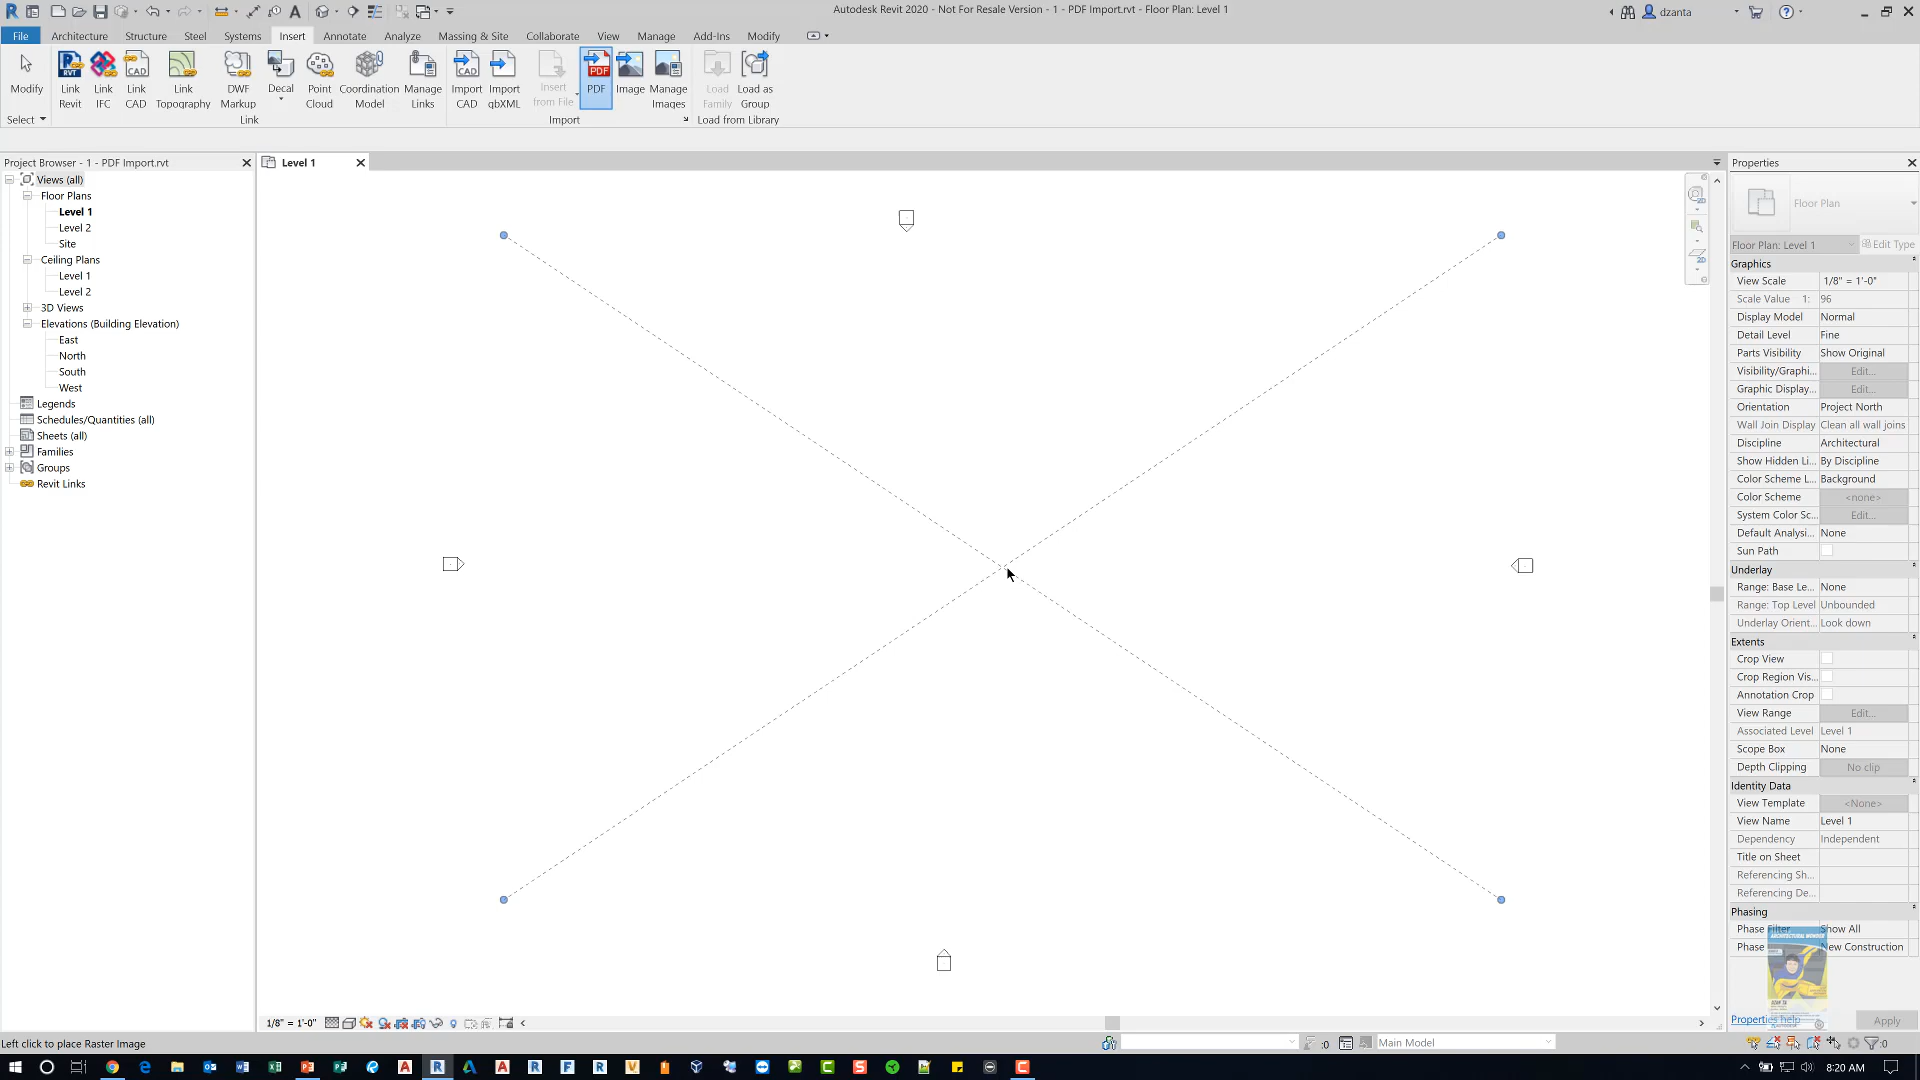 Autodesk Revit 2020 - Not For Resale Version - 1 - PDF Import.rvt - Floor Plan: Level 1
dzanta
File
Architecture
Structure
Steel
Systems
Insert
Annotate
Analyze
Massing & Site
Collaborate
View
Manage
Add-Ins
Modify
Modify
Link Revit
Link IFC
Link CAD
Link Topography
DWF Markup
Decal
Point Cloud
Coordination Model
Manage Links
Import CAD
Import gbXML
Insert from File
PDF
Image
Manage Images
Load Family
Load as Group
Select
Link
Import
Load from Library
Project Browser - 1 - PDF Import.rvt
Level 1
Properties
Views (all)
Floor Plans
Level 1
Level 2
Site
Ceiling Plans
Level 1
Level 2
3D Views
Elevations (Building Elevation)
East
North
South
West
Legends
Schedules/Quantities (all)
Sheets (all)
Families
Groups
Revit Links
Floor Plan
Floor Plan: Level 1
Edit Type
Graphics
View Scale 1/8" = 1'-0"
Scale Value 1: 96
Display Model Normal
Detail Level Fine
Parts Visibility Show Original
Visibility/Graphi... Edit...
Graphic Display... Edit...
Orientation Project North
Wall Join Display Clean all wall joins
Discipline Architectural
Show Hidden Li... By Discipline
Color Scheme L... Background
Color Scheme <none>
System Color Sc... Edit...
Default Analysi... None
Sun Path
Underlay
Range: Base Le... None
Range: Top Level Unbounded
Underlay Orient... Look down
Extents
Crop View
Crop Region Vis...
Annotation Crop
View Range Edit...
Associated Level Level 1
Scope Box None
Depth Clipping No clip
Identity Data
View Template <None>
View Name Level 1
Dependency Independent
Title on Sheet
Referencing Sh...
Referencing De...
Phasing
Phase Filter Show All
Phase New Construction
ARCHITECTURAL WONDER
Properties help
Apply
1/8" = 1'-0"
Left click to place Raster Image
:0
Main Model
:0
8:20 AM